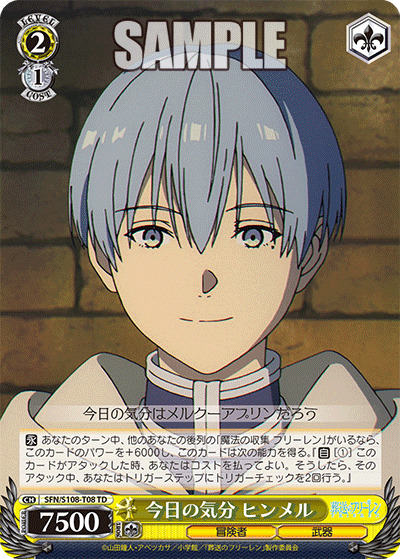 LEVEL
2
1
COST
SAMPLE
今日の気分はメルクーアプリンだろう
永 あなたのターン中、他のあなたの後列の「魔法の収集 フリーレン」がいるなら、
このカードのパワーを+6000し、このカードは次の能力を得る。『自 [(1)] この
カードがアタックした時、あなたはコストを払ってよい。そうしたら、そのアタッ
ク中、あなたはトリガーステップにトリガーチェックを2回行う。』
CH
SFN/S108-T08 TD
今日の気分 ヒンメル
葬送のフリーレン
POWER
7500
SOUL
冒険者
武器
©山田鐘人・アベツカサ/小学館/「葬送のフリーレン」製作委員会